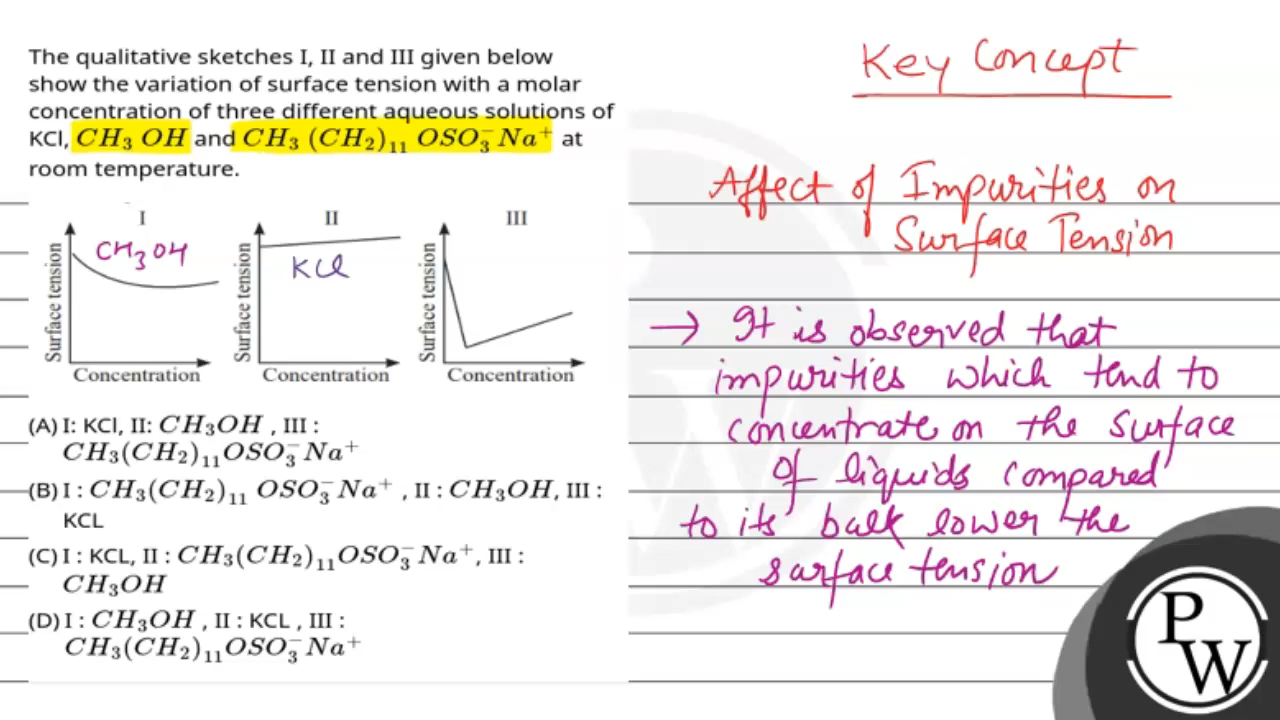 The qualitative sketches I, II and III given below
show the variation of surface tension with a molar
concentration of three different aqueous solutions of
KCl, CH₃ OH and CH₃ (CH₂)₁₁ OSO₃⁻ Na⁺ at
room temperature.
I
II
III
Surface tension
CH₃OH
Concentration
Surface tension
KCl
Concentration
Surface tension
Concentration
(A) I: KCl, II: CH₃OH , III :
CH₃(CH₂)₁₁OSO₃⁻Na⁺
(B) I : CH₃(CH₂)₁₁ OSO₃⁻Na⁺ , II : CH₃OH, III :
KCL
(C) I : KCL, II : CH₃(CH₂)₁₁OSO₃⁻Na⁺, III :
CH₃OH
(D) I : CH₃OH , II : KCL , III :
CH₃(CH₂)₁₁OSO₃⁻Na⁺
Key Concept
Affect of Impurities on
Surface Tension
→ It is observed that
impurities which tend to
concentrate on the surface
of liquids compared
to its bulk lower the
surface tension
P
W